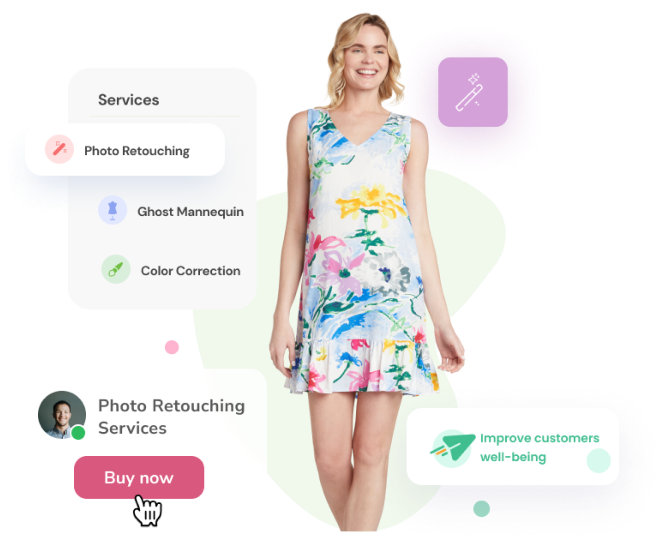 Services
Photo Retouching
Ghost Mannequin
Color Correction
Photo Retouching
Services
Buy now
Improve customers
well-being